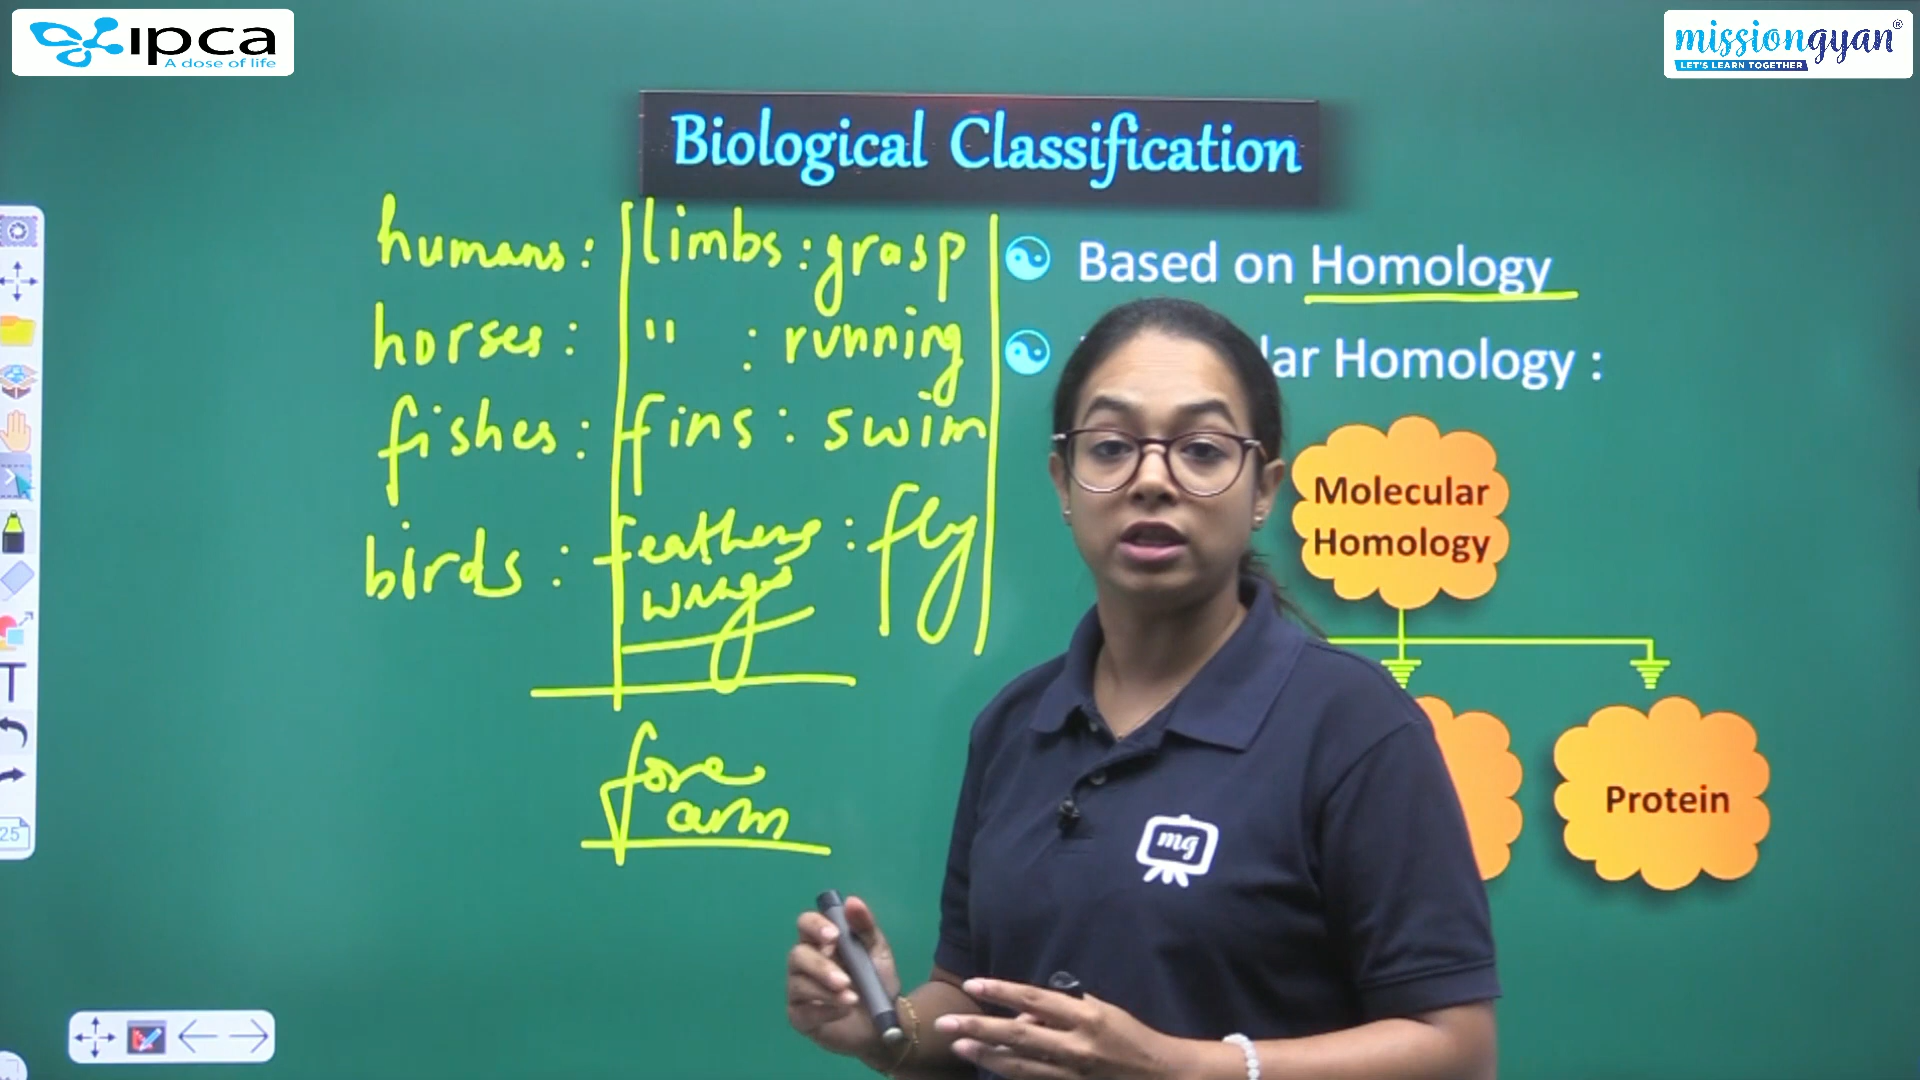 ipca
A dose of life
missiongyan®
LET'S LEARN TOGETHER
Biological Classification
humans: limbs: grasp
horses: " : running
fishes: fins: swim
birds: feathers: fly
wings
fore
arm
Based on Homology
lar Homology :
Molecular
Homology
Protein
mg
T
25